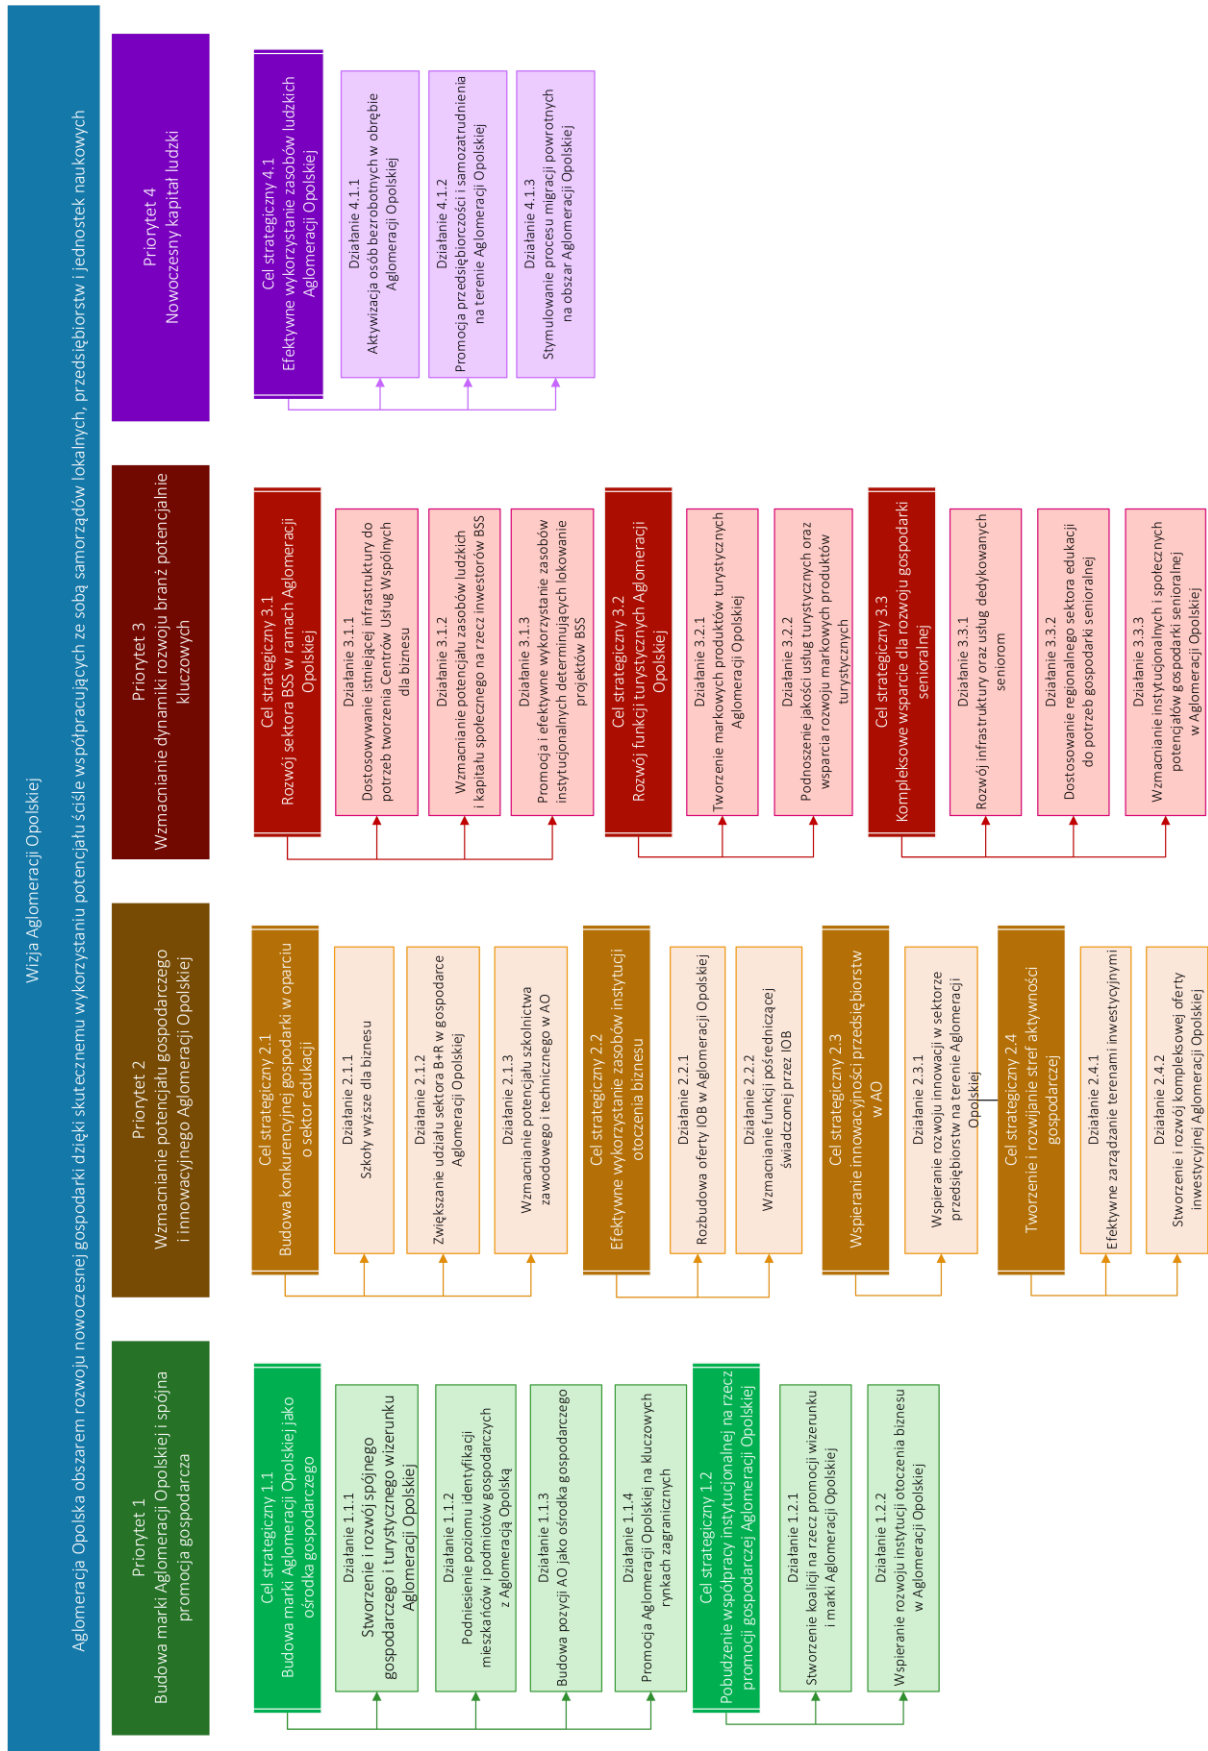 Wizja Aglomeracji Opolskiej
Aglomeracja Opolska obszarem rozwoju nowoczesnej gospodarki dzięki skutecznemu wykorzystaniu potencjału ściśle współpracujących ze sobą samorządów lokalnych, przedsiębiorstw i jednostek naukowych
Priorytet 1
Budowa marki Aglomeracji Opolskiej i spójna
promocja gospodarcza
Cel strategiczny 1.1
Budowa marki Aglomeracji Opolskiej jako
ośrodka gospodarczego
Działanie 1.1.1
Stworzenie i rozwój spójnego
gospodarczego i turystycznego wizerunku
Aglomeracji Opolskiej
Działanie 1.1.2
Podniesienie poziomu identyfikacji
mieszkańców i podmiotów gospodarczych
z Aglomeracją Opolską
Działanie 1.1.3
Budowa pozycji AO jako ośrodka gospodarczego
Działanie 1.1.4
Promocja Aglomeracji Opolskiej na kluczowych
rynkach zagranicznych
Cel strategiczny 1.2
Pobudzenie współpracy instytucjonalnej na rzecz
promocji gospodarczej Aglomeracji Opolskiej
Działanie 1.2.1
Stworzenie koalicji na rzecz promocji wizerunku
i marki Aglomeracji Opolskiej
Działanie 1.2.2
Wspieranie rozwoju instytucji otoczenia biznesu
w Aglomeracji Opolskiej
Priorytet 2
Wzmacnianie potencjału gospodarczego
i innowacyjnego Aglomeracji Opolskiej
Cel strategiczny 2.1
Budowa konkurencyjnej gospodarki w oparciu
o sektor edukacji
Działanie 2.1.1
Szkoły wyższe dla biznesu
Działanie 2.1.2
Zwiększanie udziału sektora B+R w gospodarce
Aglomeracji Opolskiej
Działanie 2.1.3
Wzmacnianie potencjału szkolnictwa
zawodowego i technicznego w AO
Cel strategiczny 2.2
Efektywne wykorzystanie zasobów instytucji
otoczenia biznesu
Działanie 2.2.1
Rozbudowa oferty IOB w Aglomeracji Opolskiej
Działanie 2.2.2
Wzmacnianie funkcji pośredniczącej
świadczonej przez IOB
Cel strategiczny 2.3
Wspieranie innowacyjności przedsiębiorstw
w AO
Działanie 2.3.1
Wspieranie rozwoju innowacji w sektorze
przedsiębiorstw na terenie Aglomeracji
Opolskiej
Cel strategiczny 2.4
Tworzenie i rozwijanie stref aktywności
gospodarczej
Działanie 2.4.1
Efektywne zarządzanie terenami inwestycyjnymi
Działanie 2.4.2
Stworzenie i rozwój kompleksowej oferty
inwestycyjnej Aglomeracji Opolskiej
Priorytet 3
Wzmacnianie dynamiki rozwoju branż potencjalnie
kluczowych
Cel strategiczny 3.1
Rozwój sektora BSS w ramach Aglomeracji
Opolskiej
Działanie 3.1.1
Dostosowywanie istniejącej infrastruktury do
potrzeb tworzenia Centrów Usług Wspólnych
dla biznesu
Działanie 3.1.2
Wzmacnianie potencjału zasobów ludzkich
i kapitału społecznego na rzecz inwestorów BSS
Działanie 3.1.3
Promocja i efektywne wykorzystanie zasobów
instytucjonalnych determinujących lokowanie
projektów BSS
Cel strategiczny 3.2
Rozwój funkcji turystycznych Aglomeracji
Opolskiej
Działanie 3.2.1
Tworzenie markowych produktów turystycznych
Aglomeracji Opolskiej
Działanie 3.2.2
Podnoszenie jakości usług turystycznych oraz
wsparcia rozwoju markowych produktów
turystycznych
Cel strategiczny 3.3
Kompleksowe wsparcie dla rozwoju gospodarki
senioralnej
Działanie 3.3.1
Rozwój infrastruktury oraz usług dedykowanych
seniorom
Działanie 3.3.2
Dostosowanie regionalnego sektora edukacji
do potrzeb gospodarki senioralnej
Działanie 3.3.3
Wzmacnianie instytucjonalnych i społecznych
potencjałów gospodarki senioralnej
w Aglomeracji Opolskiej
Priorytet 4
Nowoczesny kapitał ludzki
Cel strategiczny 4.1
Efektywne wykorzystanie zasobów ludzkich
Aglomeracji Opolskiej
Działanie 4.1.1
Aktywizacja osób bezrobotnych w obrębie
Aglomeracji Opolskiej
Działanie 4.1.2
Promocja przedsiębiorczości i samozatrudnienia
na terenie Aglomeracji Opolskiej
Działanie 4.1.3
Stymulowanie procesu migracji powrotnych
na obszar Aglomeracji Opolskiej